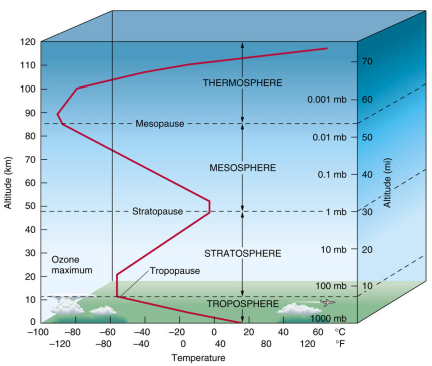 120
110
100
90
80
70
60
50
40
30
20
10
0
Altitude (km)
THERMOSPHERE
0.001 mb
Mesopause
0.01 mb
MESOSPHERE
0.1 mb
Stratopause
1 mb
STRATOSPHERE
10 mb
Ozone
maximum
Tropopause
100 mb
TROPOSPHERE
1000 mb
70
60
50
40
30
20
10
Altitude (mi)
–100 –80 –60 –40 –20 0 20 40 60 °C
–120 –80 –40 0 40 80 120 °F
Temperature